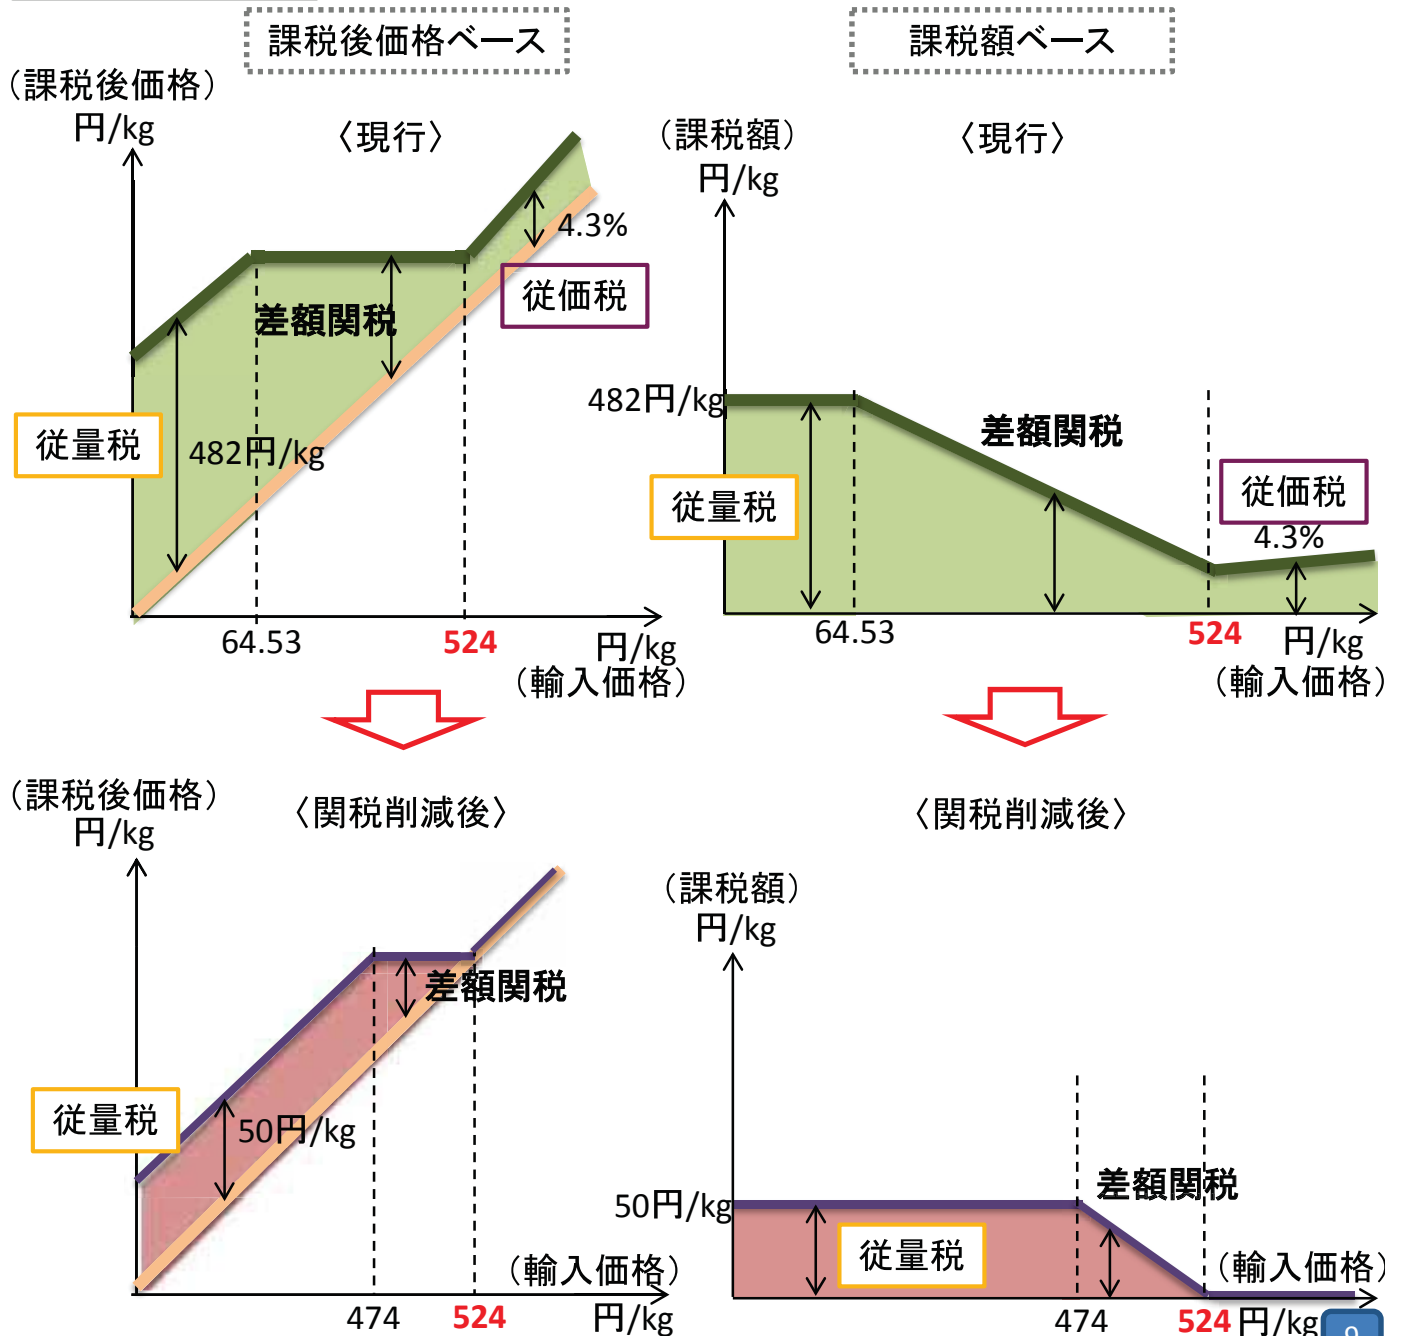 課税後価格ベース
課税額ベース
（課税後価格）
円/kg
〈現行〉
4.3%
従価税
差額関税
従量税
482円/kg
64.53
524
円/kg
（輸入価格）
（課税額）
円/kg
〈現行〉
482円/kg
差額関税
従量税
従価税
4.3%
64.53
524
円/kg
（輸入価格）
（課税後価格）
円/kg
〈関税削減後〉
差額関税
従量税
50円/kg
（輸入価格）
474
524
円/kg
〈関税削減後〉
（課税額）
円/kg
差額関税
50円/kg
従量税
（輸入価格）
474
524
円/kg
9